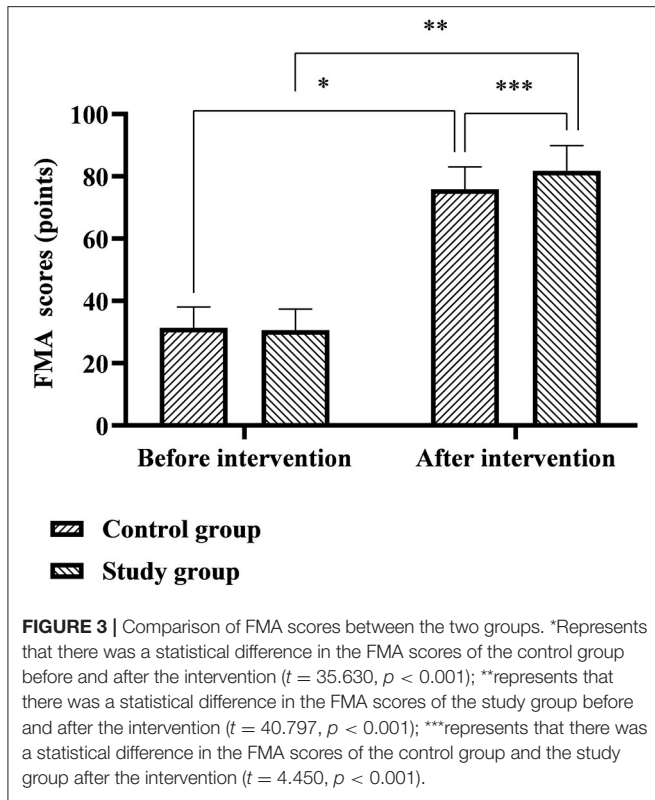 **
*
***
100
80
60
40
20
0
FMA scores (points)
Before intervention
After intervention
Control group
Study group
FIGURE 3 | Comparison of FMA scores between the two groups. *Represents
that there was a statistical difference in the FMA scores of the control group
before and after the intervention (t = 35.630, p < 0.001); **represents that
there was a statistical difference in the FMA scores of the study group before
and after the intervention (t = 40.797, p < 0.001); ***represents that there was
a statistical difference in the FMA scores of the control group and the study
group after the intervention (t = 4.450, p < 0.001).